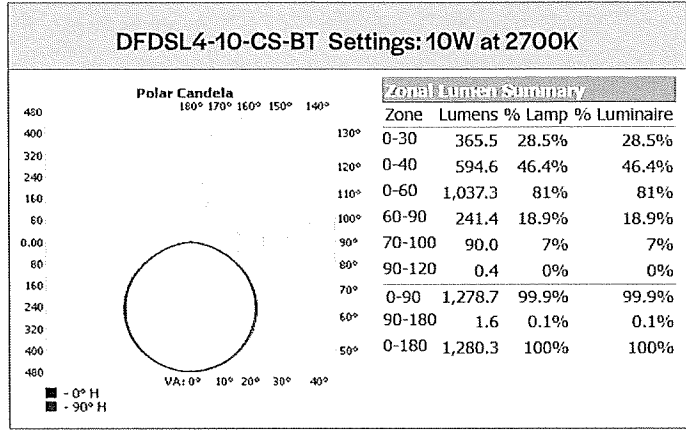 DFDSL4-10-CS-BT Settings: 10W at 2700K
Polar Candela
180° 170° 160° 150° 140°
480
400
320
240
160
80
0.00
80
160
240
320
400
480
130°
120°
110°
100°
90°
80°
70°
60°
50°
VA: 0° 10° 20° 30° 40°
- 0° H
- 90° H
Zonal Lumen Summary
Zone Lumens % Lamp % Luminaire
0-30 365.5 28.5% 28.5%
0-40 594.6 46.4% 46.4%
0-60 1,037.3 81% 81%
60-90 241.4 18.9% 18.9%
70-100 90.0 7% 7%
90-120 0.4 0% 0%
0-90 1,278.7 99.9% 99.9%
90-180 1.6 0.1% 0.1%
0-180 1,280.3 100% 100%